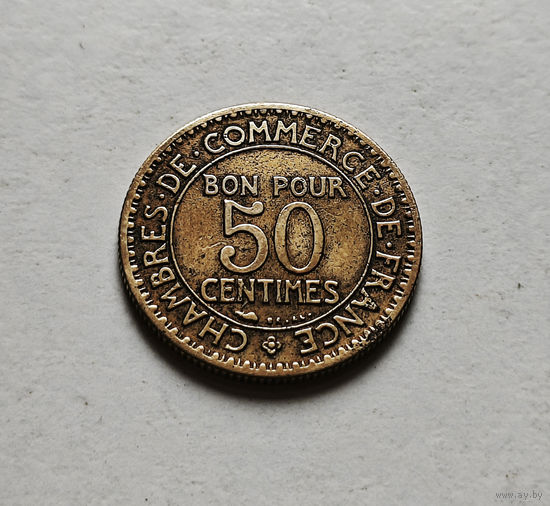 CHAMBRES·DE·COMMERCE·DE·FRANCE
BON POUR
50
CENTIMES
www.ay.by